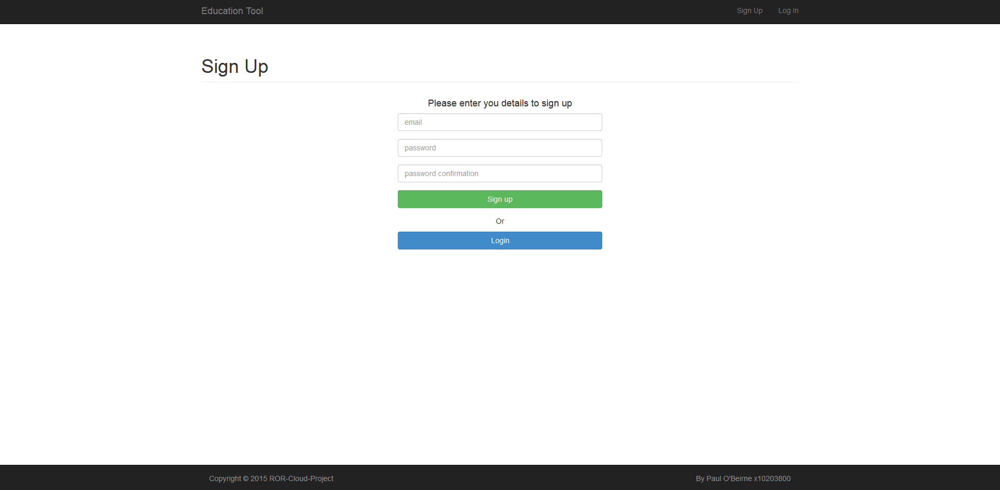 Education Tool
Sign Up
Log In
Sign Up
Please enter you details to sign up
email
password
password confirmation
Sign up
Or
Login
Copyright © 2015 ROR-Cloud-Project
By Paul O'Beirne x10203800